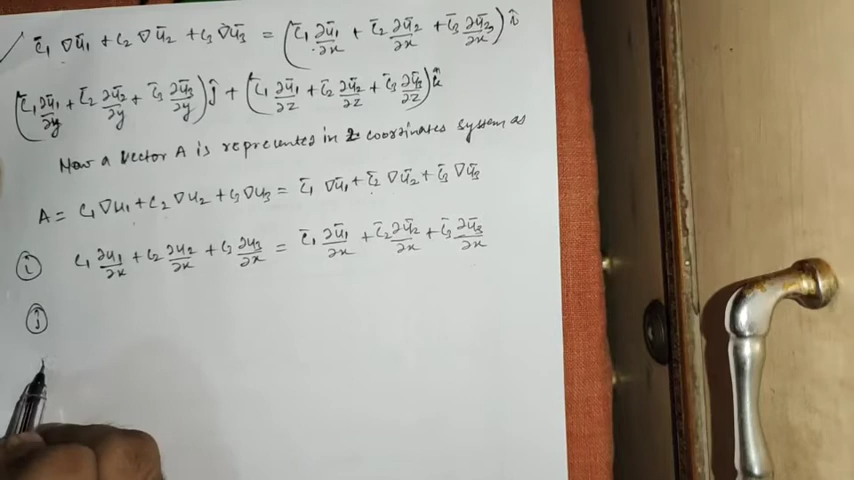 c̄₁ ∇ū₁ + c₂ ∇ū₂ + c₃ ∇ū₃ = (c̄₁ ∂ū₁/∂x + c̄₂ ∂ū₂/∂x + c̄₃ ∂ū₃/∂x) î
(c̄₁ ∂ū₁/∂y + c̄₂ ∂ū₂/∂y + c̄₃ ∂ū₃/∂y) ĵ + (c̄₁ ∂ū₁/∂z + c̄₂ ∂ū₂/∂z + c̄₃ ∂ū₃/∂z) k̂
Now a vector A is represented in 2 coordinates system as
A = c₁ ∇u₁ + c₂ ∇u₂ + c₃ ∇u₃ = c̄₁ ∇ū₁ + c̄₂ ∇ū₂ + c̄₃ ∇ū₃
î c₁ ∂u₁/∂x + c₂ ∂u₂/∂x + c₃ ∂u₃/∂x = c̄₁ ∂ū₁/∂x + c̄₂ ∂ū₂/∂x + c̄₃ ∂ū₃/∂x
ĵ